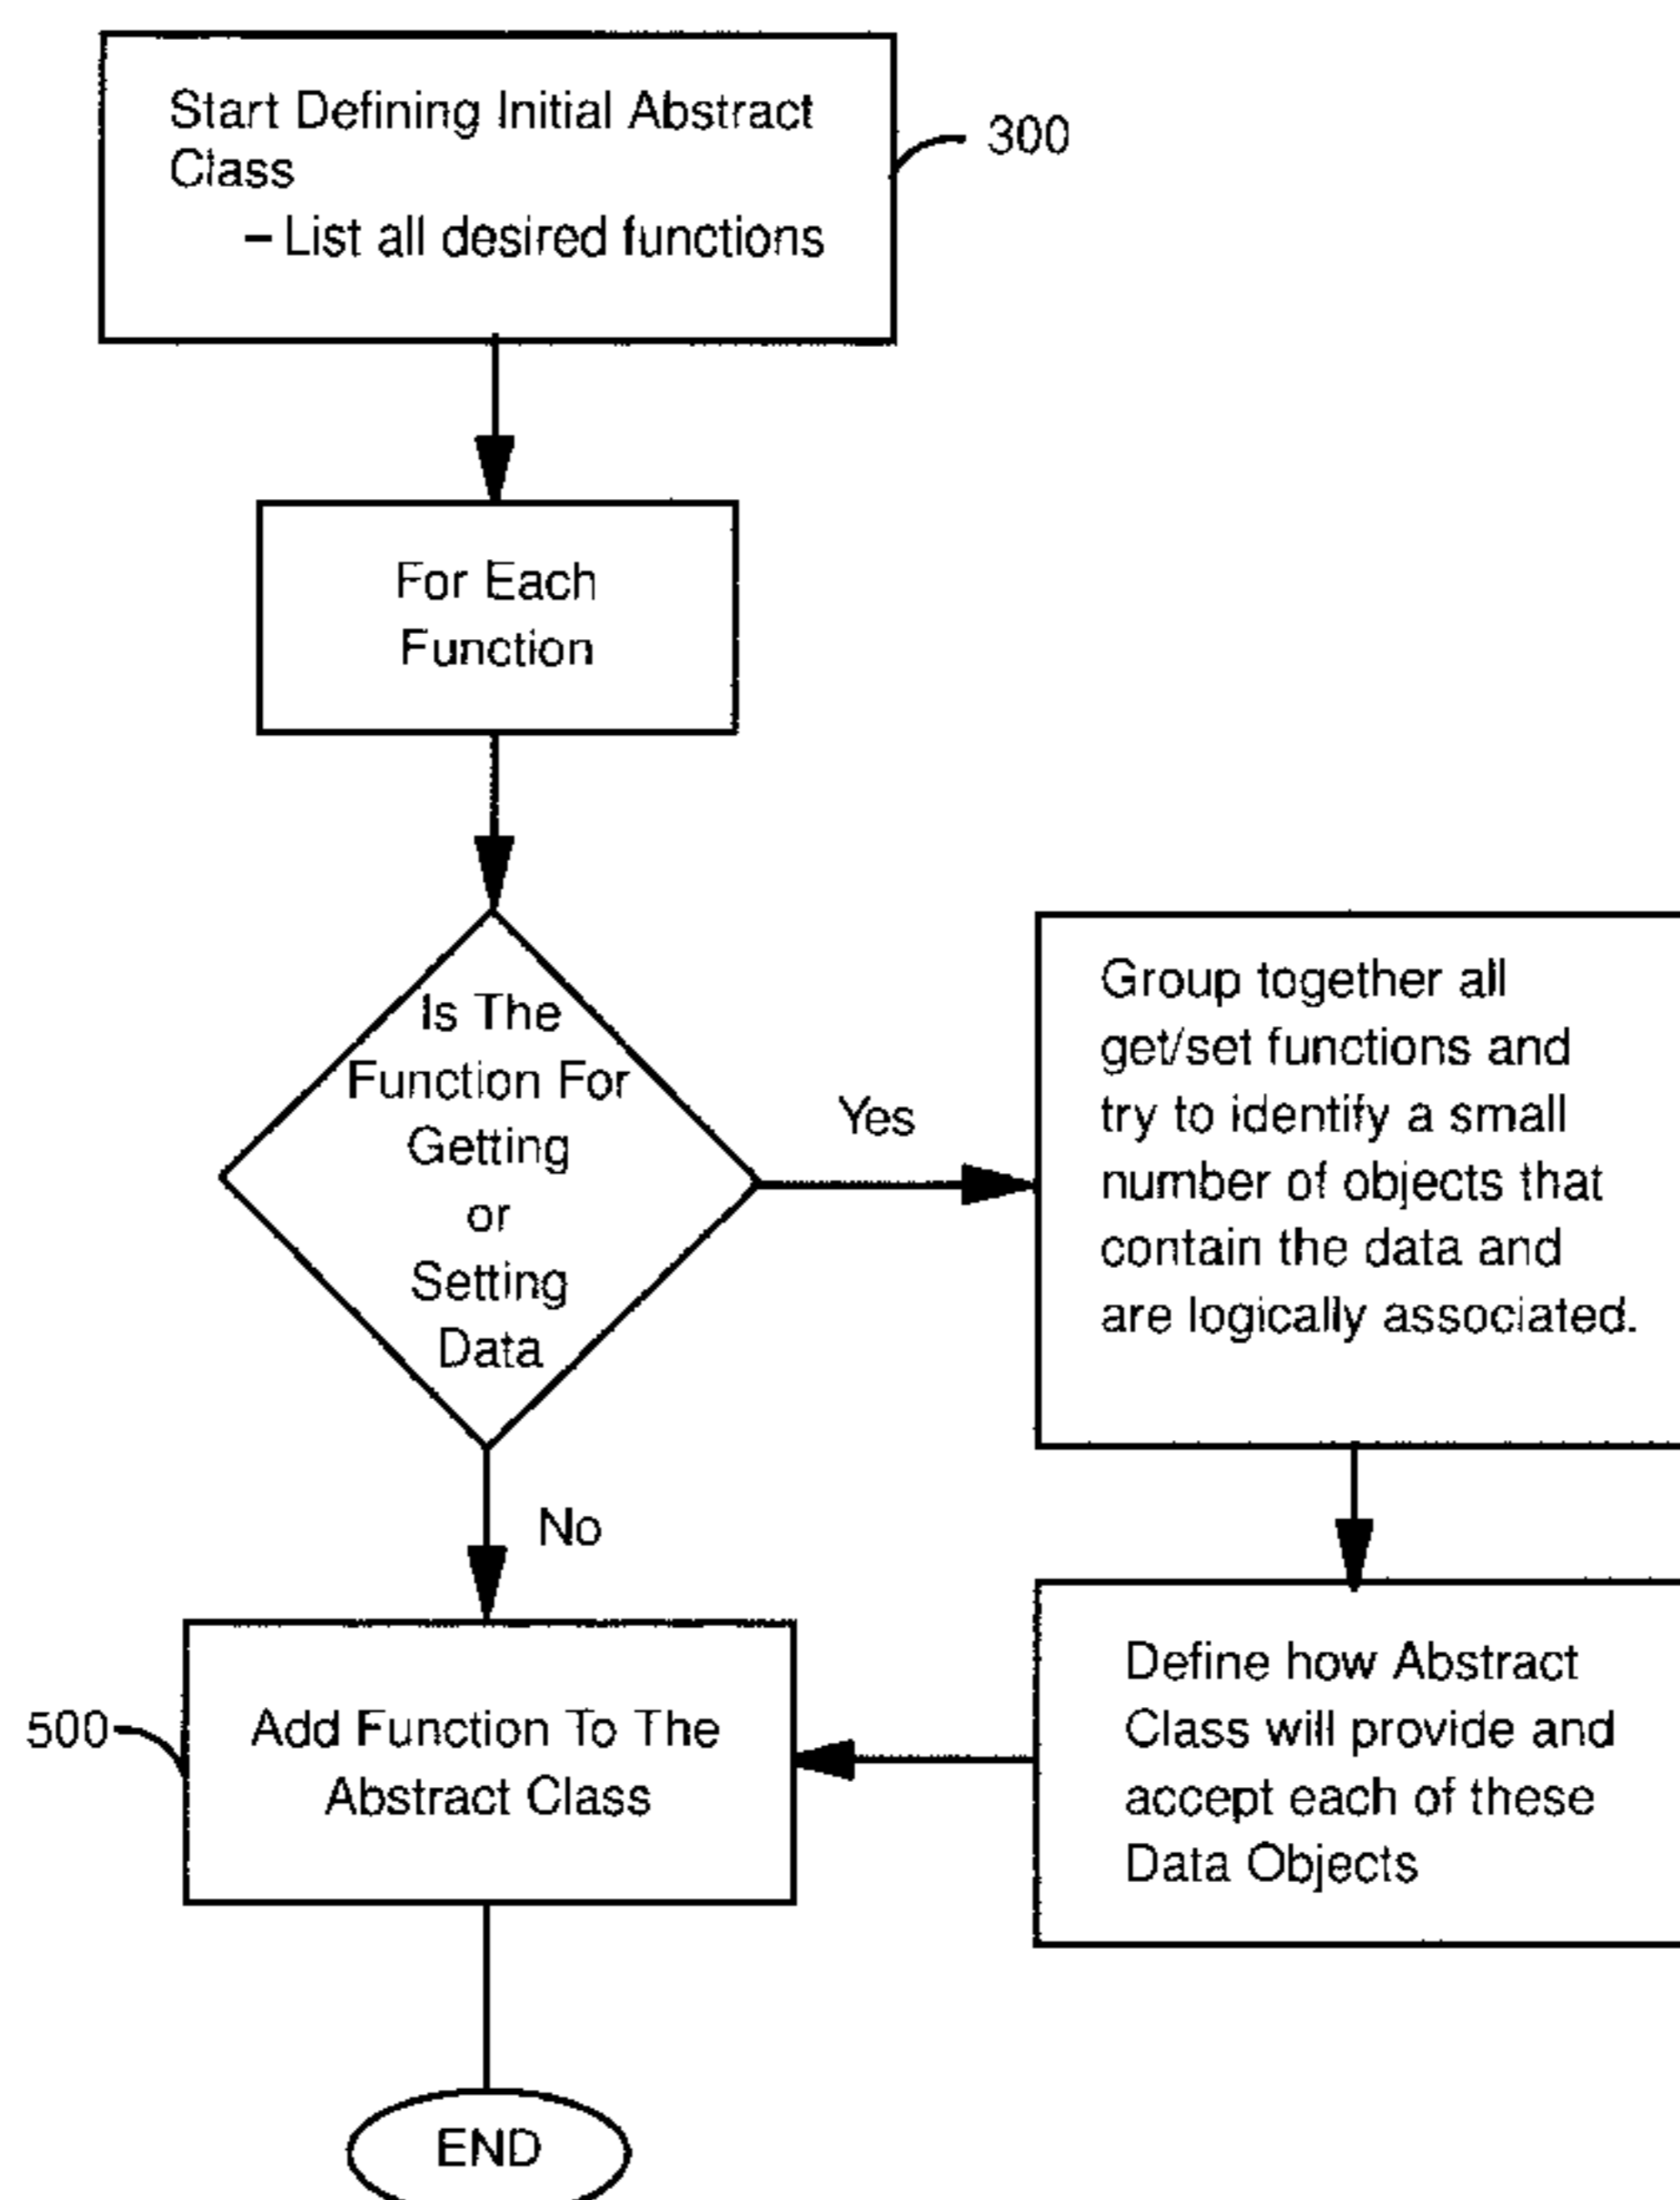 Start Defining Initial Abstract
Class
– List all desired functions
300
For Each
Function
Is The
Function For
Getting
or
Setting
Data
Yes
Group together all
get/set functions and
try to identify a small
number of objects that
contain the data and
are logically associated.
No
500
Add Function To The
Abstract Class
Define how Abstract
Class will provide and
accept each of these
Data Objects
END